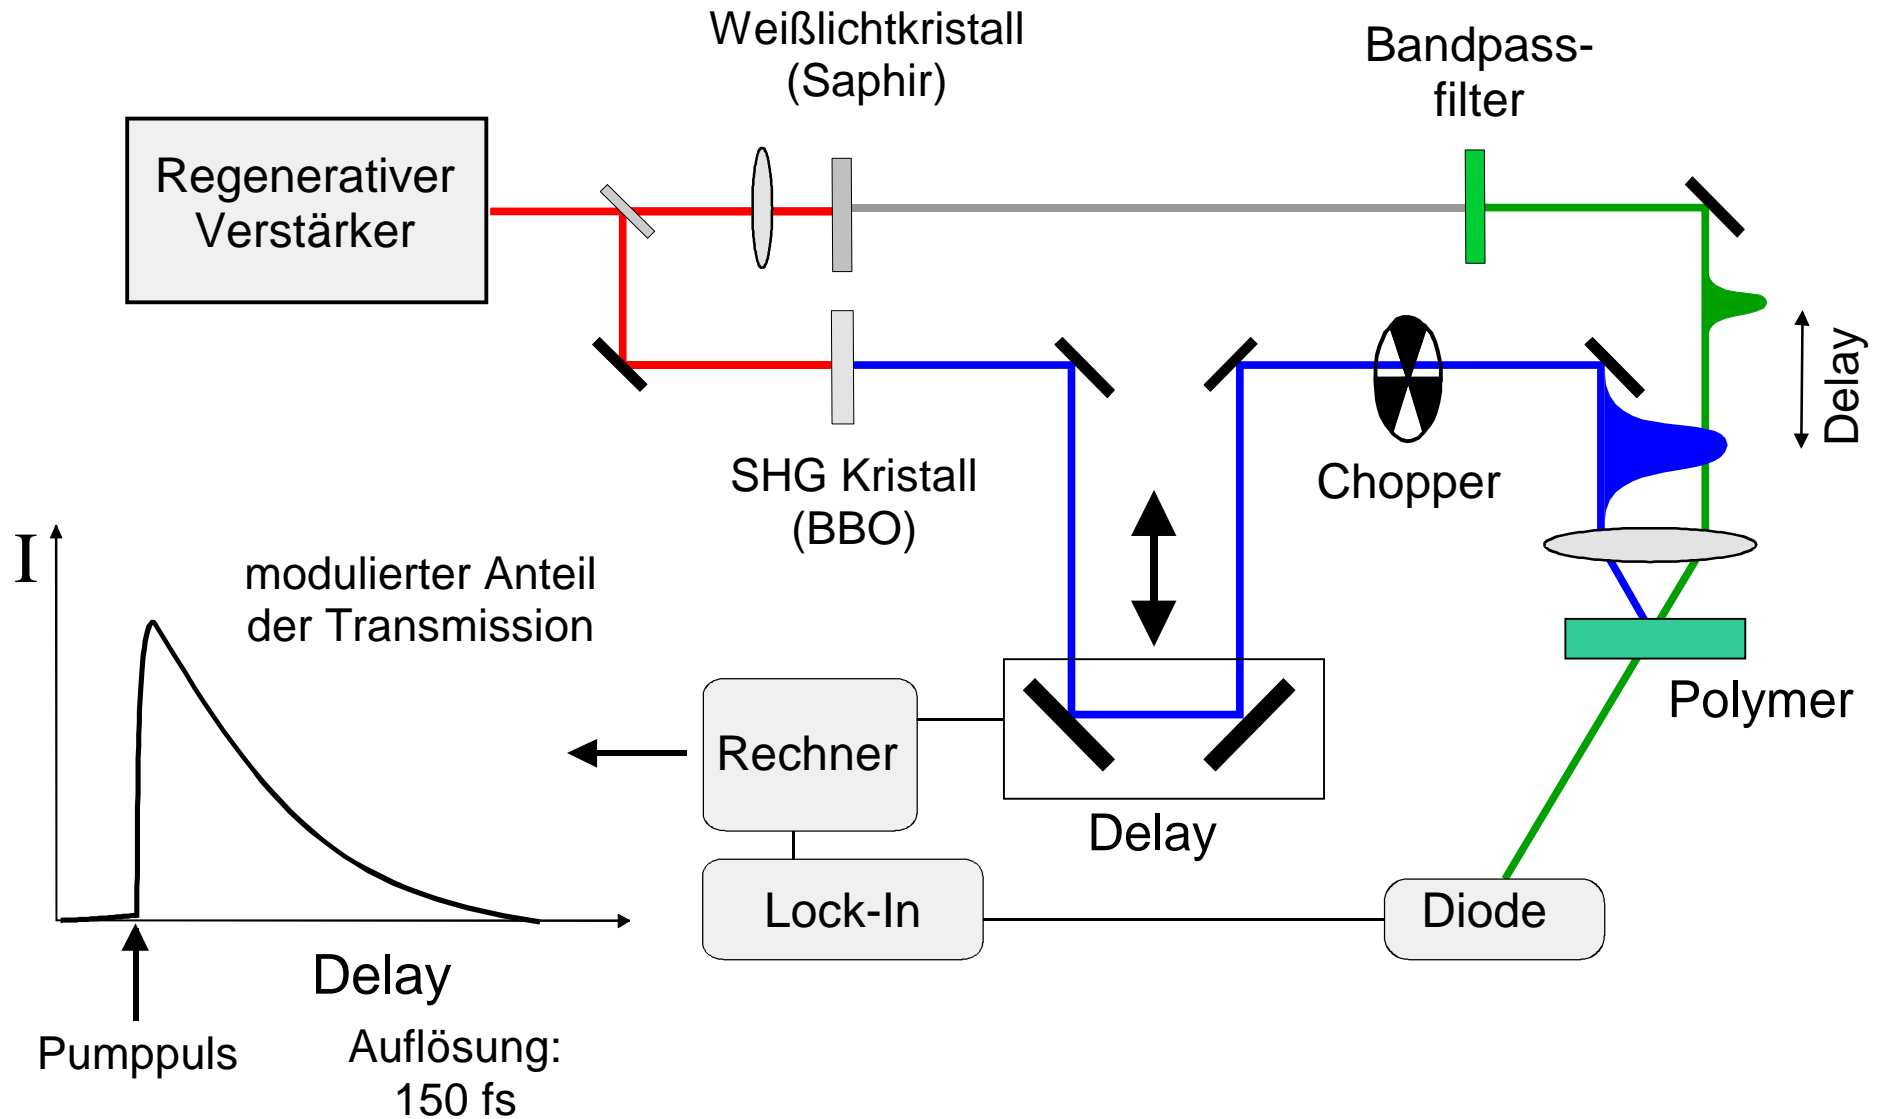 Weißlichtkristall
(Saphir)
Bandpass-
filter
Regenerativer
Verstärker
Delay
SHG Kristall
(BBO)
Chopper
I
modulierter Anteil
der Transmission
Polymer
Rechner
Delay
Lock-In
Diode
Delay
Pumppuls
Auflösung:
150 fs